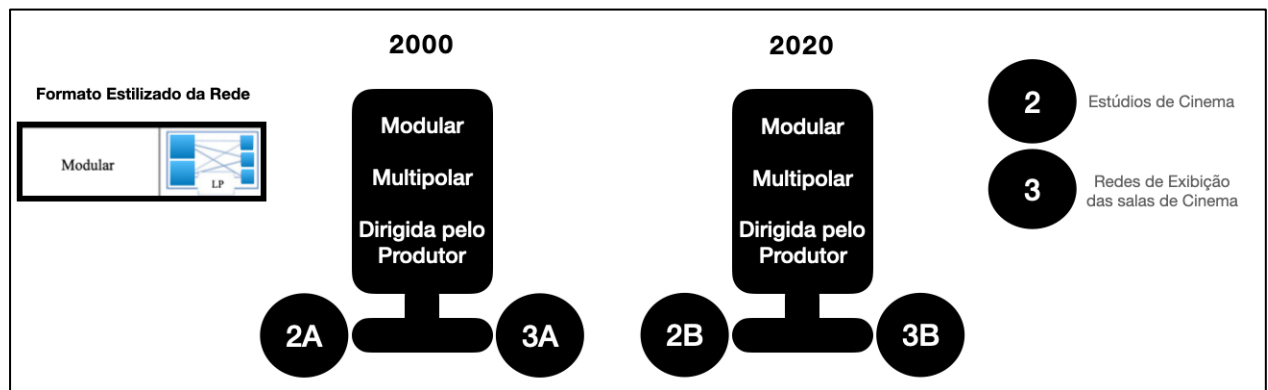 2000
2020
Formato Estilizado da Rede
Modular
LP
Modular
Multipolar
Dirigida pelo
Produtor
2A
3A
Modular
Multipolar
Dirigida pelo
Produtor
2B
3B
2
Estúdios de Cinema
3
Redes de Exibição
das salas de Cinema